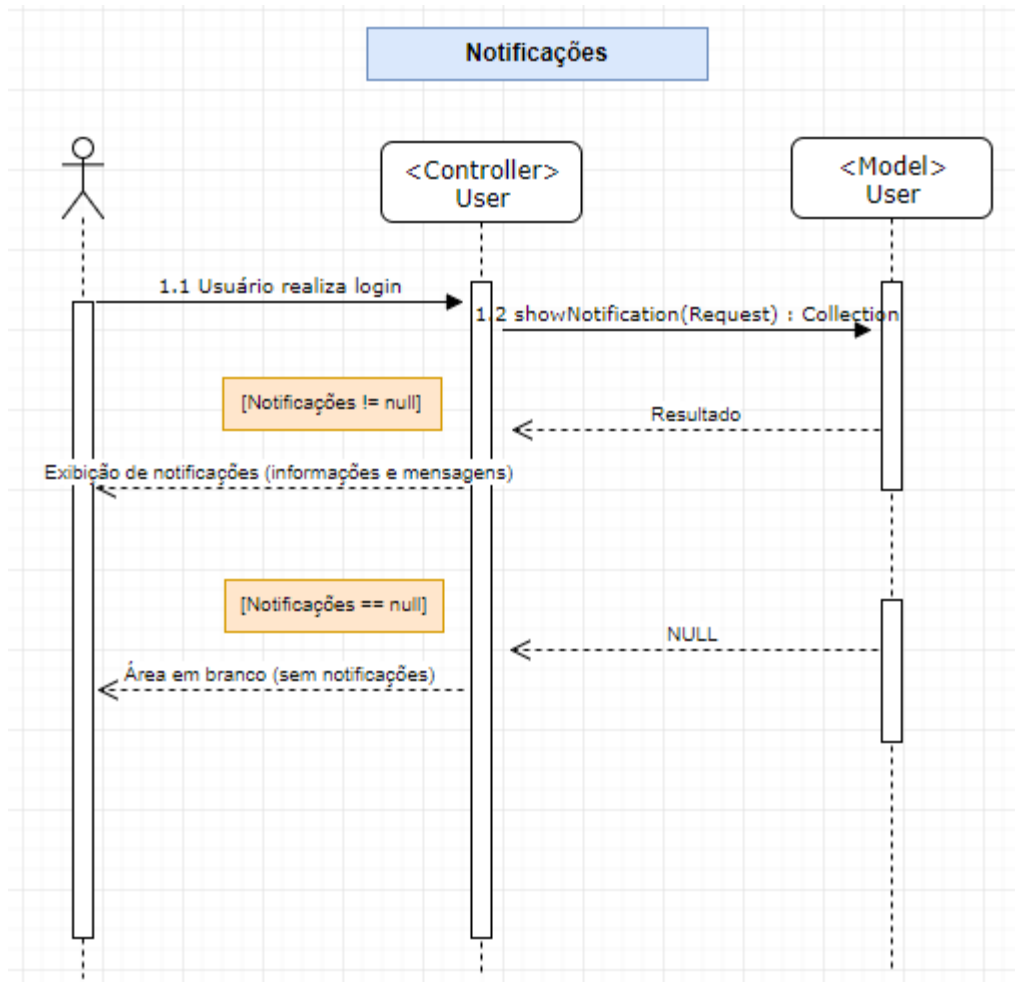 Notificações
<Controller>
User
<Model>
User
1.1 Usuário realiza login
1.2 showNotification(Request) : Collection
[Notificações != null]
Resultado
Exibição de notificações (informações e mensagens)
[Notificações == null]
NULL
Área em branco (sem notificações)